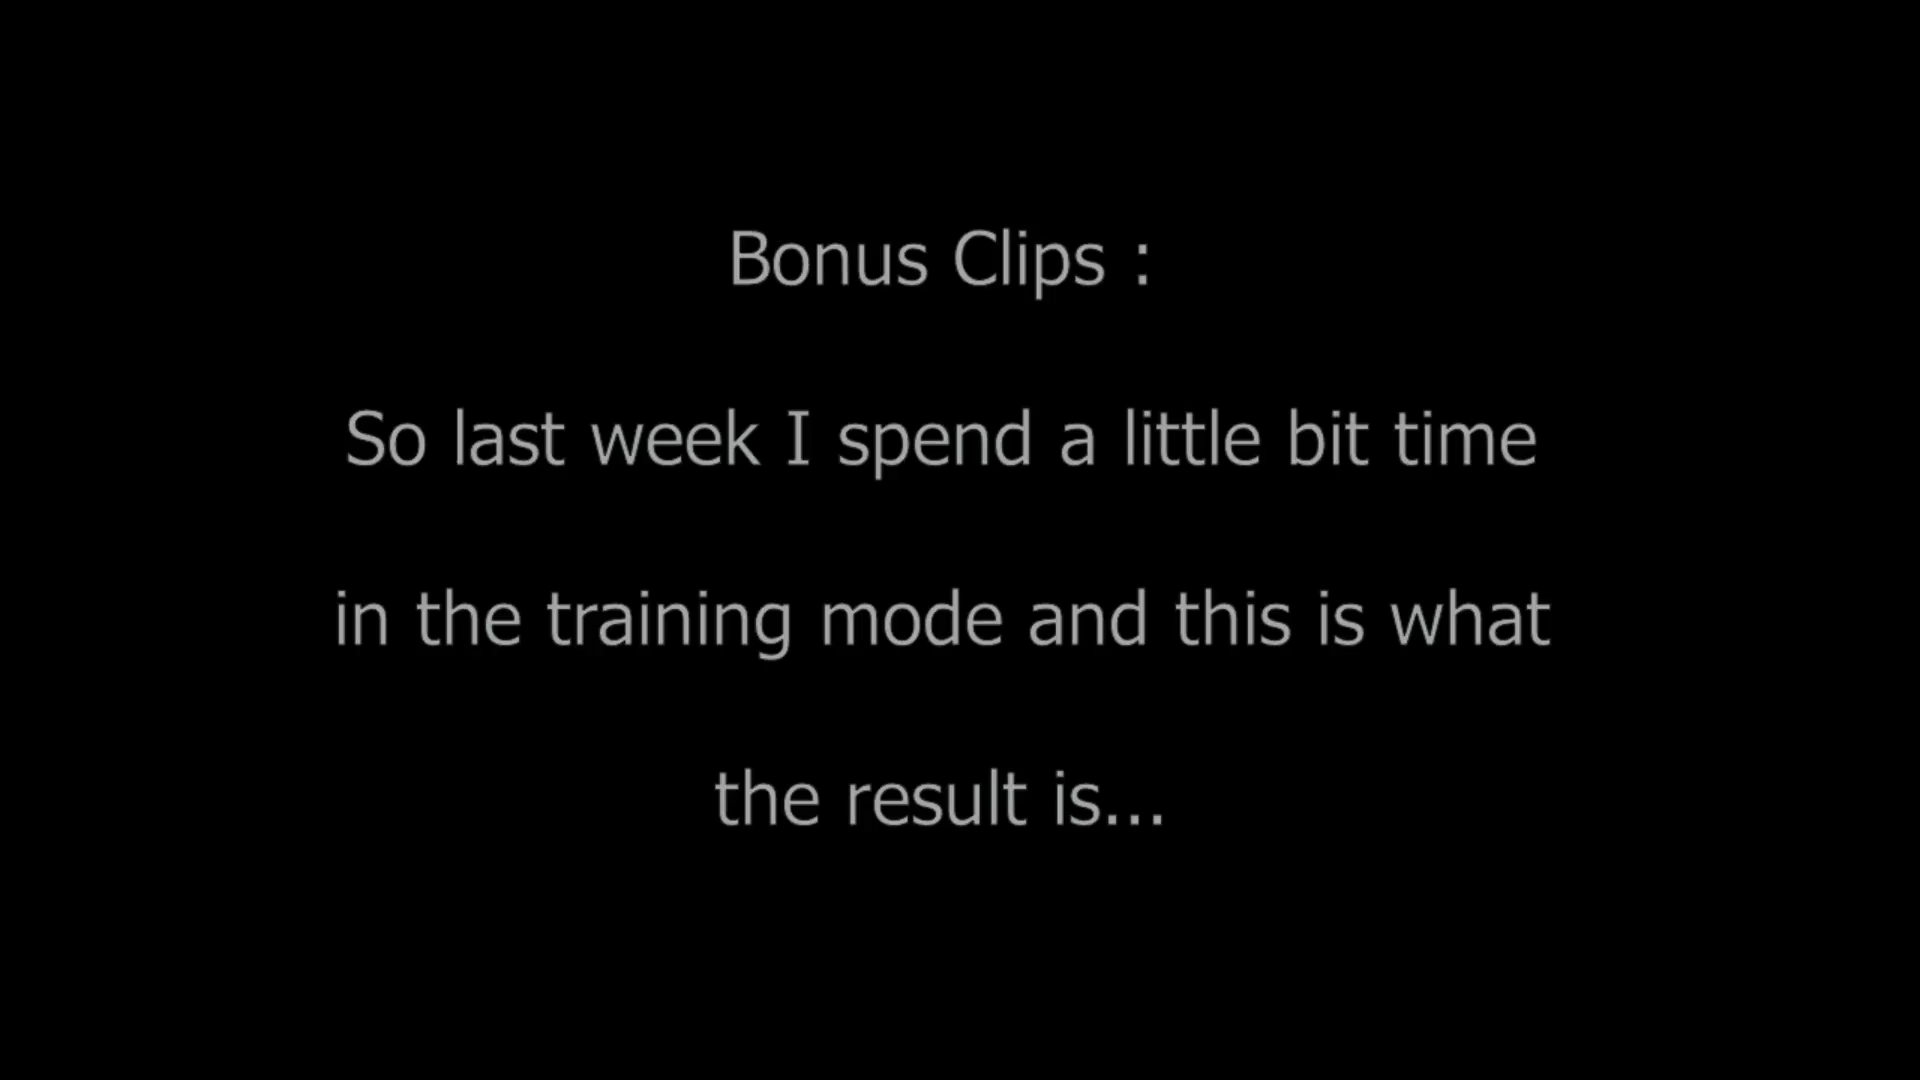 Bonus Clips :
So last week I spend a little bit time
in the training mode and this is what
the result is...